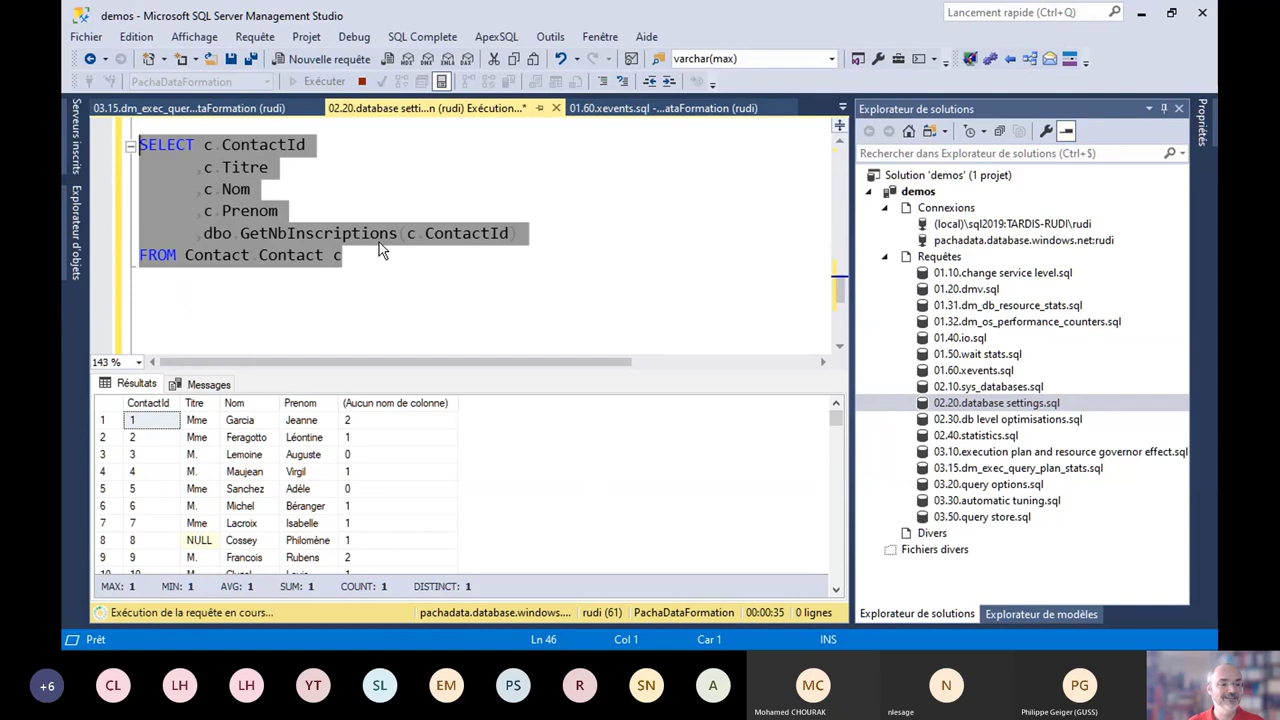 demos - Microsoft SQL Server Management Studio
Lancement rapide (Ctrl+Q)
Fichier Edition Affichage Requête Projet Debug SQL Complete ApexSQL Outils Fenêtre Aide
Nouvelle requête varchar(max)
PachaDataFormation Exécuter
Serveurs inscrits
Explorateur d'objets
03.15.dm_exec_quer...taFormation (rudi)
02.20.database setti...n (rudi) Exécution...*
01.60.xevents.sql -...ataFormation (rudi)
SELECT c.ContactId
,c.Titre
,c.Nom
,c.Prenom
,dbo.GetNbInscriptions(c.ContactId)
FROM Contact.Contact c
143 %
Résultats Messages
ContactId Titre Nom Prenom (Aucun nom de colonne)
1 1 Mme Garcia Jeanne 2
2 2 Mme Feragotto Léontine 1
3 3 M. Lemoine Auguste 0
4 4 M. Maujean Virgil 1
5 5 Mme Sanchez Adèle 0
6 6 M. Michel Béranger 1
7 7 Mme Lacroix Isabelle 1
8 8 NULL Cossey Philomène 1
9 9 M. Francois Rubens 2
MAX: 1 MIN: 1 AVG: 1 SUM: 1 COUNT: 1 DISTINCT: 1
Exécution de la requête en cours... pachadata.database.windows.... rudi (61) PachaDataFormation 00:00:35 0 lignes
Explorateur de solutions
Rechercher dans Explorateur de solutions (Ctrl+$)
Solution 'demos' (1 projet)
demos
Connexions
(local)\sql2019:TARDIS-RUDI\rudi
pachadata.database.windows.net:rudi
Requêtes
01.10.change service level.sql
01.20.dmv.sql
01.31.dm_db_resource_stats.sql
01.32.dm_os_performance_counters.sql
01.40.io.sql
01.50.wait stats.sql
01.60.xevents.sql
02.10.sys_databases.sql
02.20.database settings.sql
02.30.db level optimisations.sql
02.40.statistics.sql
03.10.execution plan and resource governor effect.sql
03.15.dm_exec_query_plan_stats.sql
03.20.query options.sql
03.30.automatic tuning.sql
03.50.query store.sql
Divers
Fichiers divers
Explorateur de solutions Explorateur de modèles
Propriétés
Prêt Ln 46 Col 1 Car 1 INS
+6 CL LH LH YT SL EM PS R SN A MC N PG
Mohamed CHOURAK nlesage Philippe Geiger (GUSS)